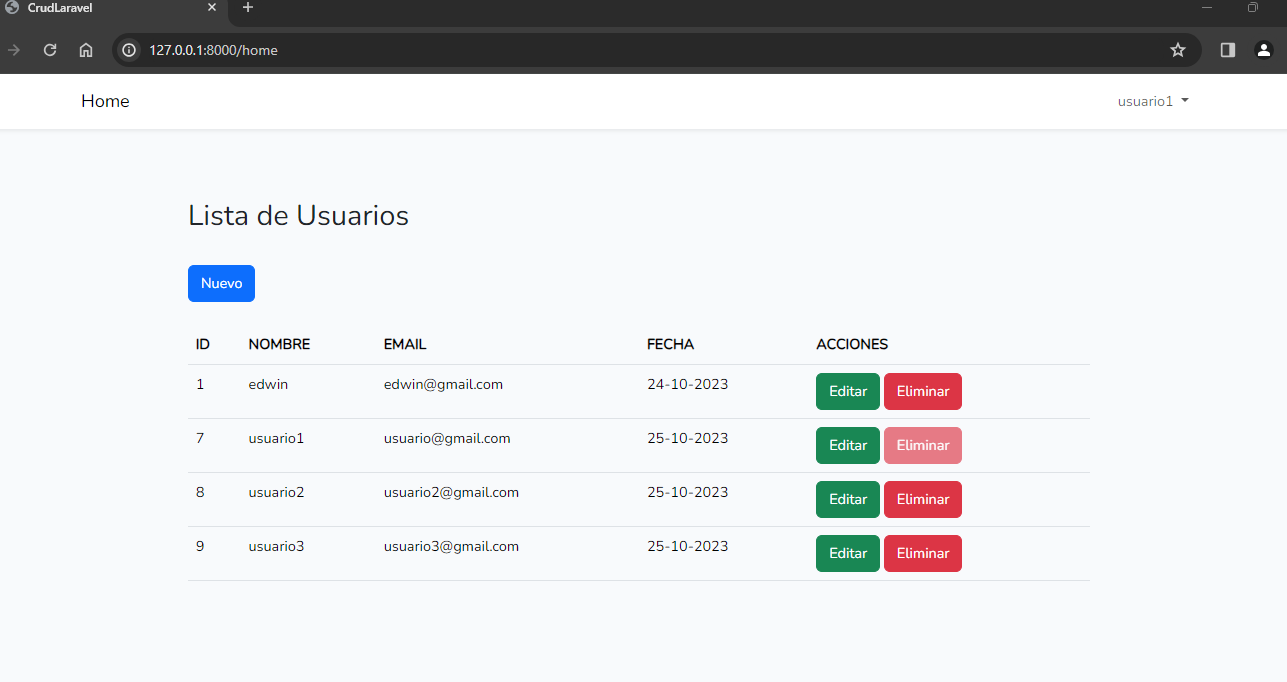 CrudLaravel
127.0.0.1:8000/home
Home usuario1
Lista de Usuarios
Nuevo
ID NOMBRE EMAIL FECHA ACCIONES
1 edwin edwin@gmail.com 24-10-2023 Editar Eliminar
7 usuario1 usuario@gmail.com 25-10-2023 Editar Eliminar
8 usuario2 usuario2@gmail.com 25-10-2023 Editar Eliminar
9 usuario3 usuario3@gmail.com 25-10-2023 Editar Eliminar